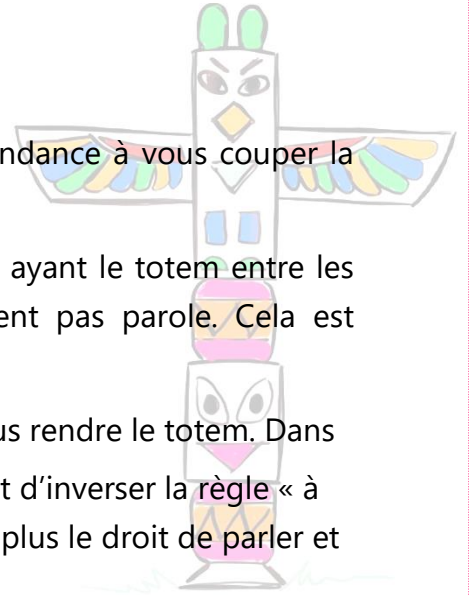 ndance à vous couper la
ayant le totem entre les
ent pas parole. Cela est
us rendre le totem. Dans
t d'inverser la règle « à
plus le droit de parler et